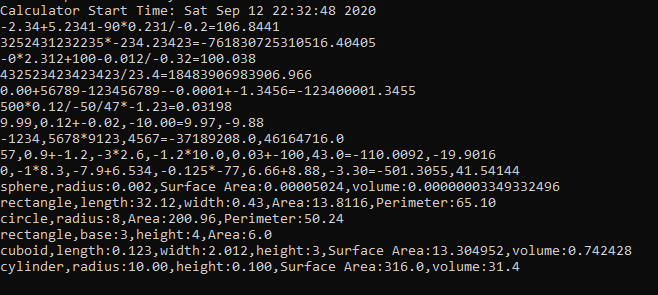 Calculator Start Time: Sat Sep 12 22:32:48 2020
-2.34+5.2341-90*0.231/-0.2=106.8441
3252431232235*-234.23423=-761830725310516.40405
-0*2.312+100-0.012/-0.32=100.038
432523423423423/23.4=18483906983906.966
0.00+56789-123456789--0.0001+-1.3456=-123400001.3455
500*0.12/-50/47*-1.23=0.03198
9.99,0.12+-0.02,-10.00=9.97,-9.88
-1234,5678*9123,4567=-37189208.0,46164716.0
57,0.9+-1.2,-3*2.6,-1.2*10.0,0.03+-100,43.0=-110.0092,-19.9016
0,-1*8.3,-7.9+6.534,-0.125*-77,6.66+8.88,-3.30=-501.3055,41.54144
sphere,radius:0.002,Surface Area:0.00005024,volume:0.00000003349332496
rectangle,length:32.12,width:0.43,Area:13.8116,Perimeter:65.10
circle,radius:8,Area:200.96,Perimeter:50.24
rectangle,base:3,height:4,Area:6.0
cuboid,length:0.123,width:2.012,height:3,Surface Area:13.304952,volume:0.742428
cylinder,radius:10.00,height:0.100,Surface Area:316.0,volume:31.4